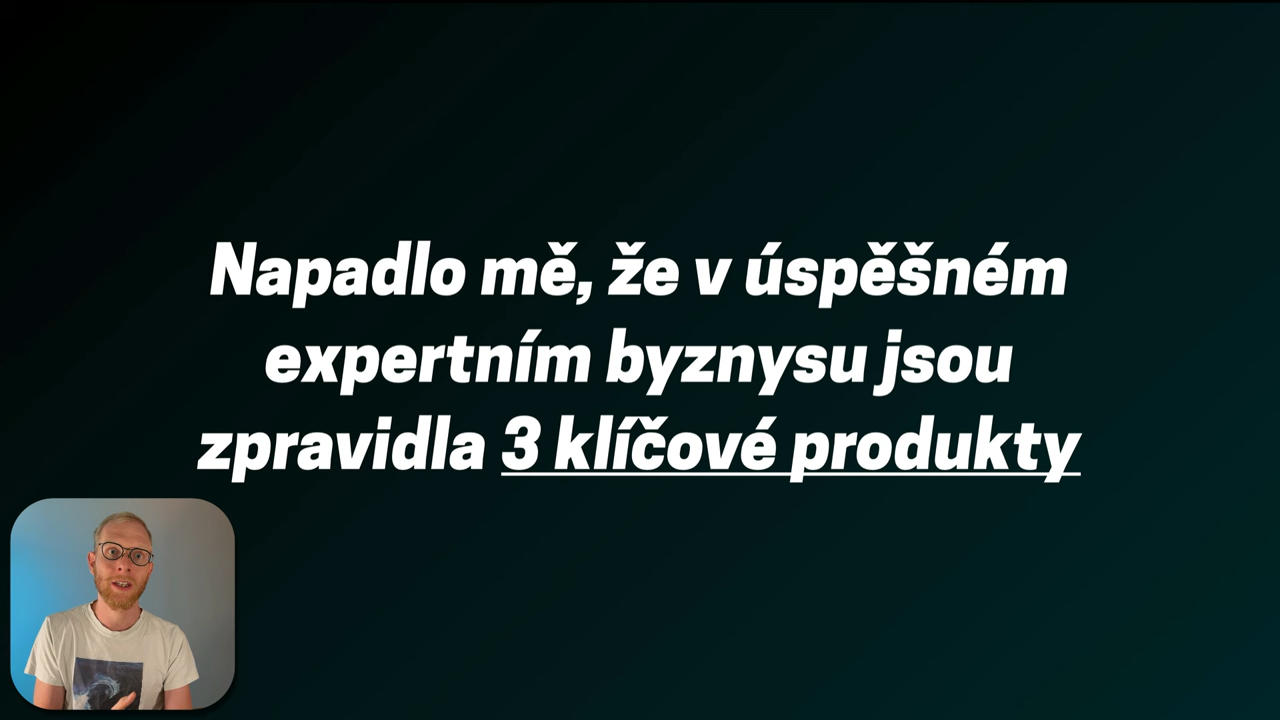 Napadlo mě, že v úspěšném
expertním byznysu jsou
zpravidla 3 klíčové produkty